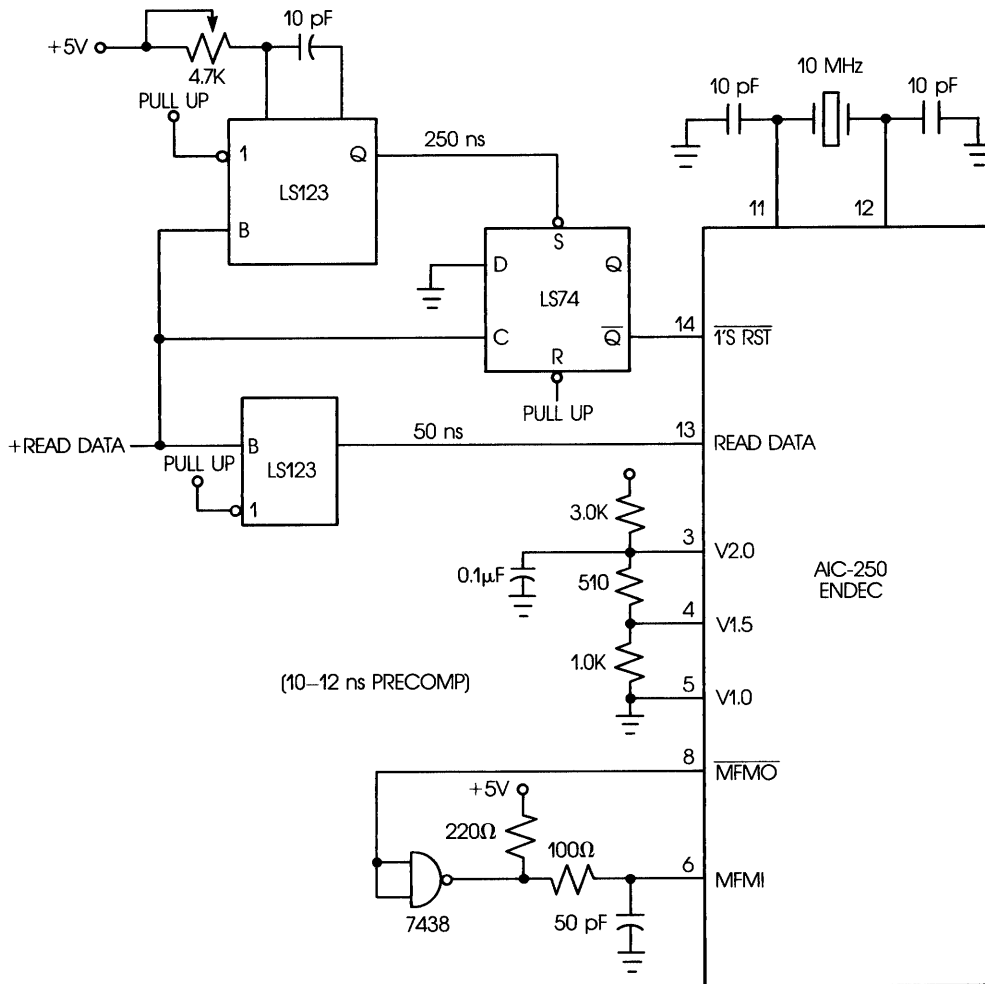 10 pF
+5V
4.7K
PULL UP
1
Q
LS123
B
250 ns
10 MHz
10 pF
10 pF
11
12
S
D
Q
LS74
C
Q
R
PULL UP
14
1'S RST
+READ DATA
PULL UP
B
LS123
1
50 ns
13
READ DATA
3.0K
3
V2.0
0.1µF
510
4
V1.5
1.0K
5
V1.0
AIC-250
ENDEC
(10–12 ns PRECOMP)
8
MFMO
+5V
220Ω
100Ω
6
MFMI
7438
50 pF